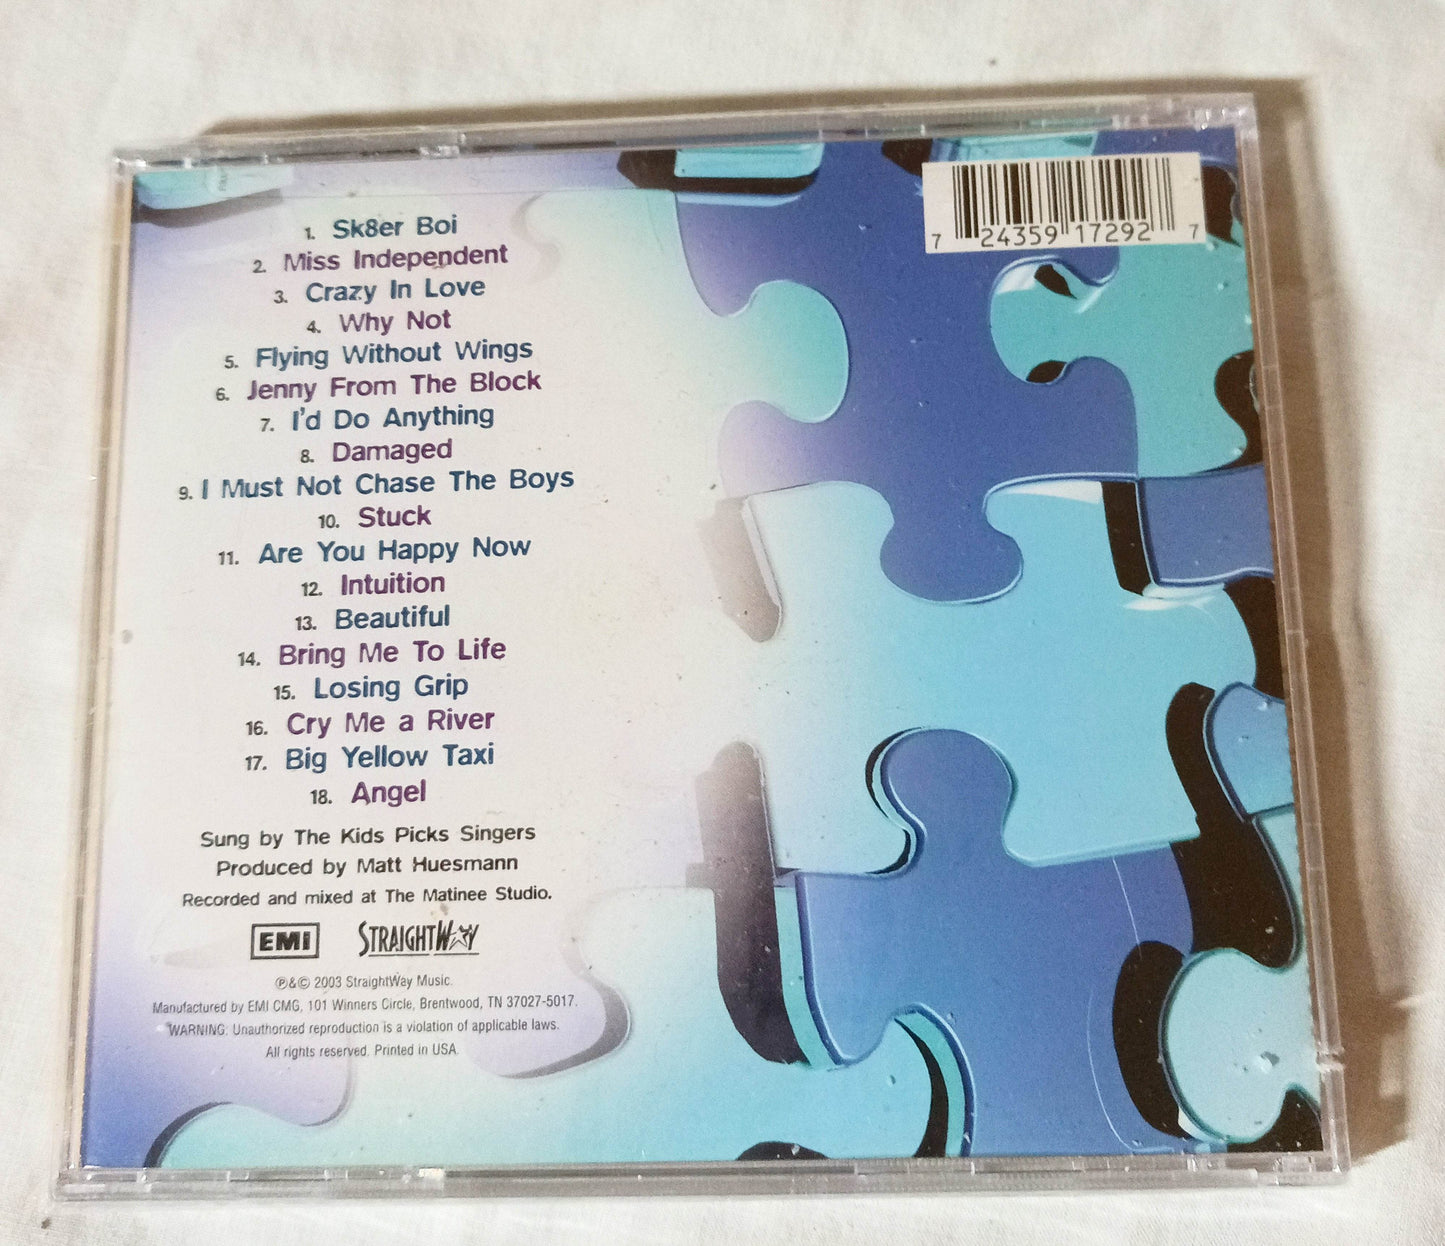 7 24359 17292 7
1. Sk8er Boi
2. Miss Independent
3. Crazy In Love
4. Why Not
5. Flying Without Wings
6. Jenny From The Block
7. I'd Do Anything
8. Damaged
9. I Must Not Chase The Boys
10. Stuck
11. Are You Happy Now
12. Intuition
13. Beautiful
14. Bring Me To Life
15. Losing Grip
16. Cry Me a River
17. Big Yellow Taxi
18. Angel
Sung by The Kids Picks Singers
Produced by Matt Huesmann
Recorded and mixed at The Matinee Studio.
EMI STRAIGHTWAY
℗&© 2003 StraightWay Music.
Manufactured by EMI CMG, 101 Winners Circle, Brentwood, TN 37027-5017.
WARNING: Unauthorized reproduction is a violation of applicable laws.
All rights reserved. Printed in USA.